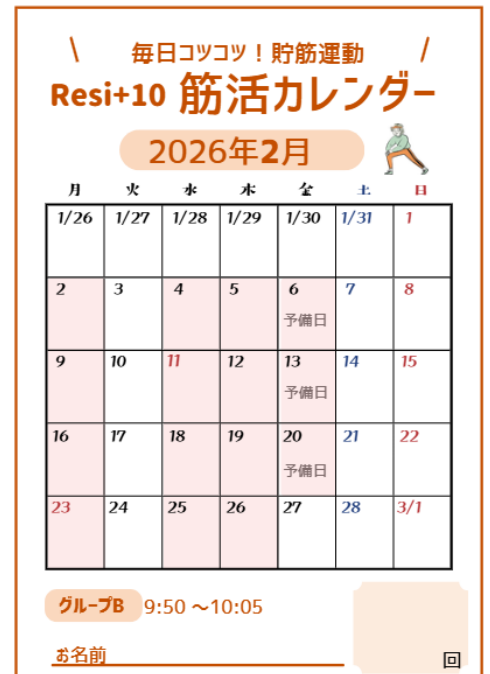 毎日コツコツ！貯筋運動
Resi+10 筋活カレンダー
2026年2月
月 火 水 木 金 土 日
1/26 1/27 1/28 1/29 1/30 1/31 1
2 3 4 5 6 7 8
予備日
9 10 11 12 13 14 15
予備日
16 17 18 19 20 21 22
予備日
23 24 25 26 27 28 3/1
グループB 9:50 ～10:05
お名前
回